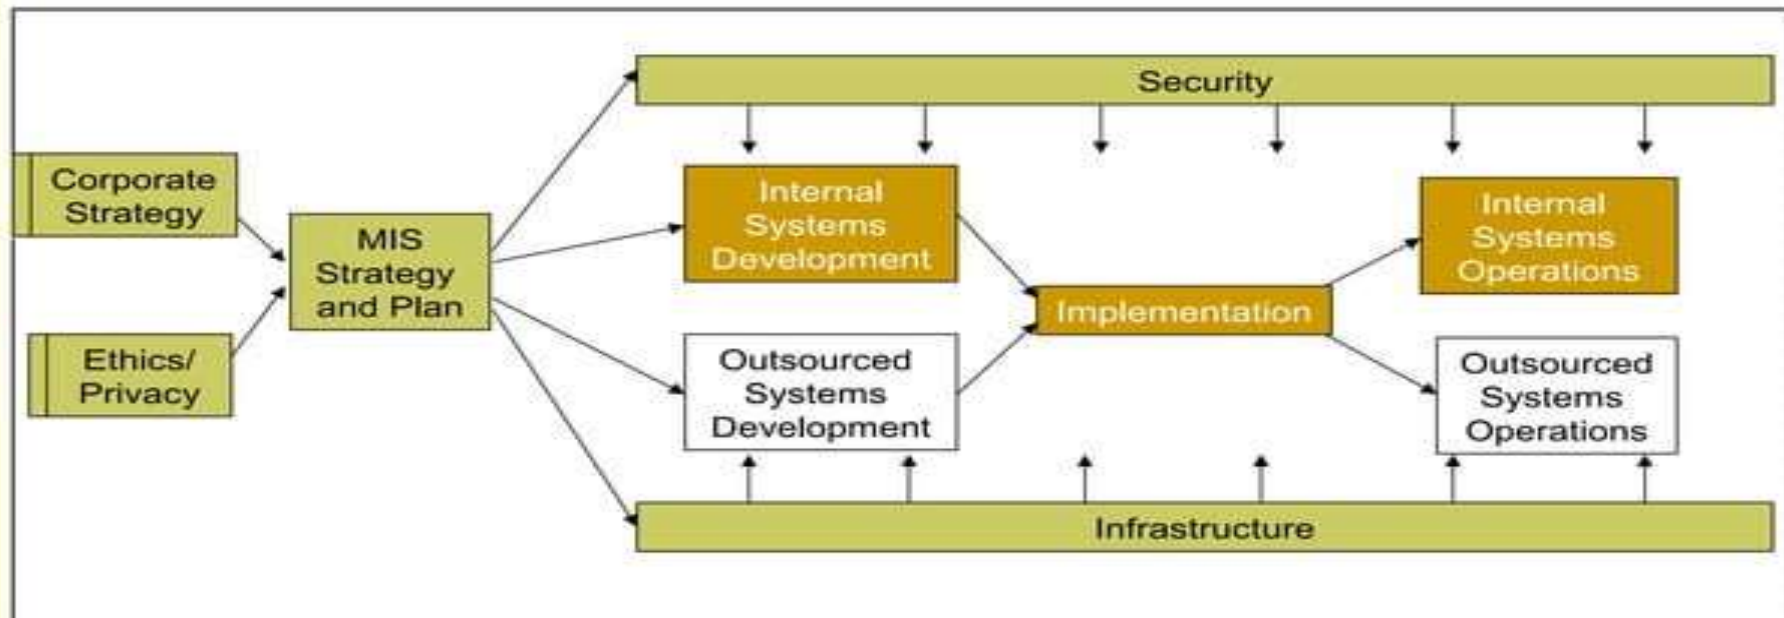 Security
Corporate
Strategy
Ethics/
Privacy
MIS
Strategy
and Plan
Internal
Systems
Development
Outsourced
Systems
Development
Implementation
Internal
Systems
Operations
Outsourced
Systems
Operations
Infrastructure